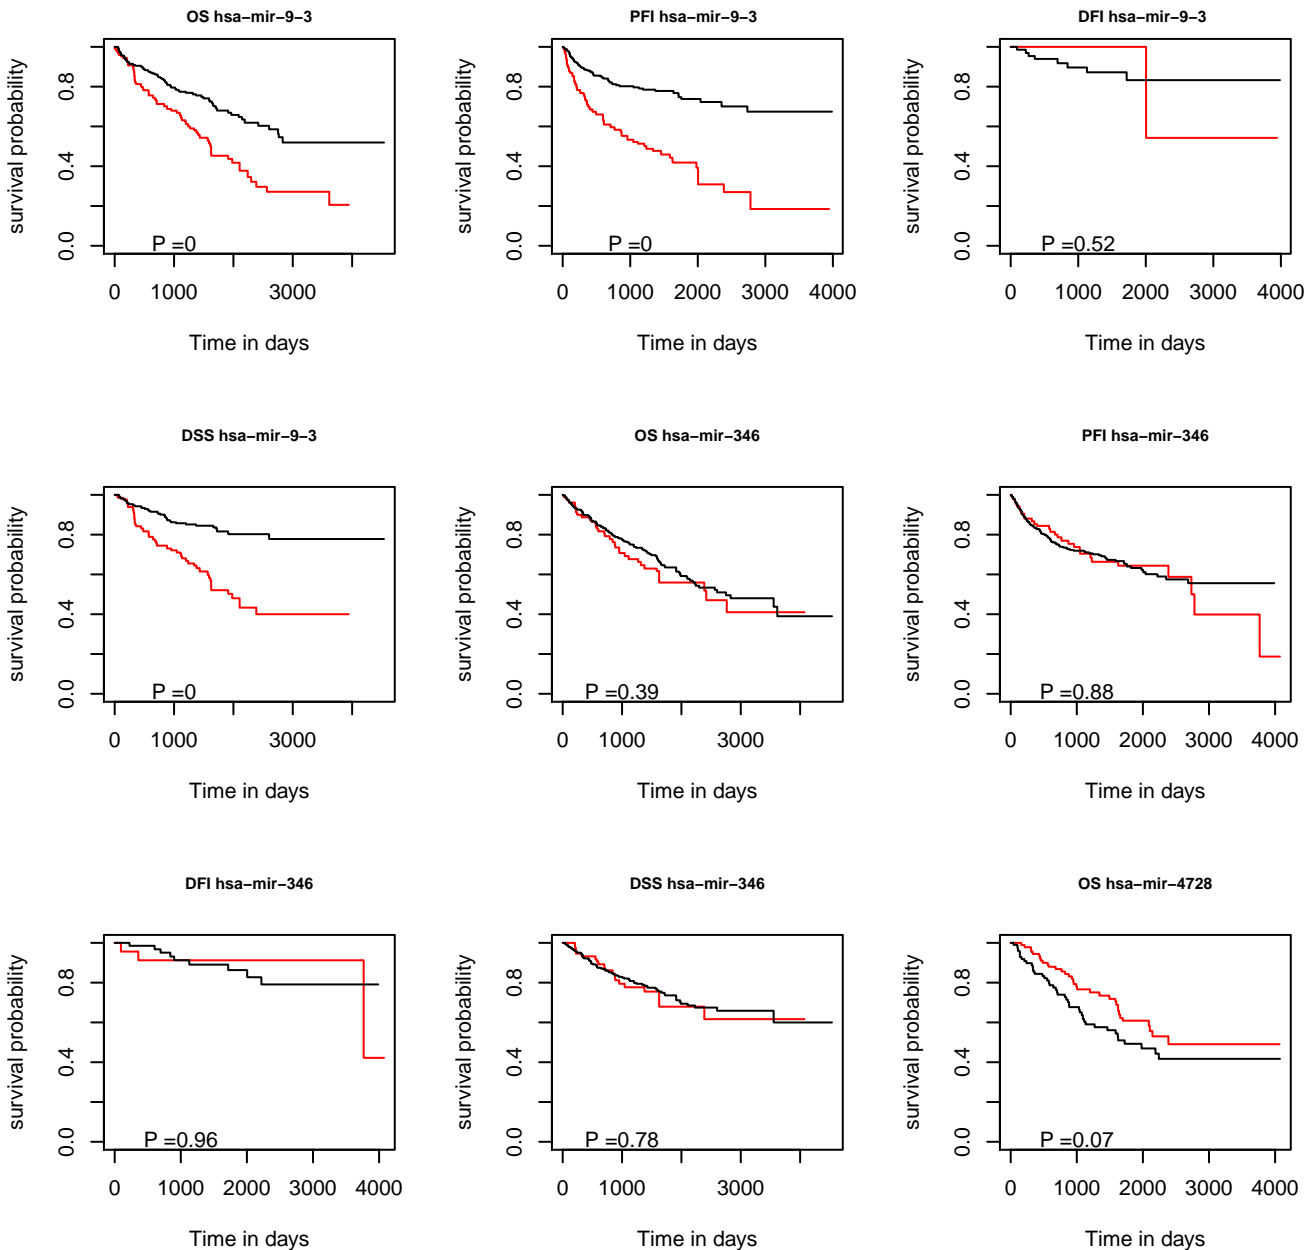 OS hsa−mir−9−3
survival probability
0.0 0.4 0.8
P =0
0 1000 3000
Time in days
PFI hsa−mir−9−3
survival probability
0.0 0.4 0.8
P =0
0 1000 2000 3000 4000
Time in days
DFI hsa−mir−9−3
survival probability
0.0 0.4 0.8
P =0.52
0 1000 2000 3000 4000
Time in days
DSS hsa−mir−9−3
survival probability
0.0 0.4 0.8
P =0
0 1000 3000
Time in days
OS hsa−mir−346
survival probability
0.0 0.4 0.8
P =0.39
0 1000 3000
Time in days
PFI hsa−mir−346
survival probability
0.0 0.4 0.8
P =0.88
0 1000 2000 3000 4000
Time in days
DFI hsa−mir−346
survival probability
0.0 0.4 0.8
P =0.96
0 1000 2000 3000 4000
Time in days
DSS hsa−mir−346
survival probability
0.0 0.4 0.8
P =0.78
0 1000 3000
Time in days
OS hsa−mir−4728
survival probability
0.0 0.4 0.8
P =0.07
0 1000 2000 3000 4000
Time in days